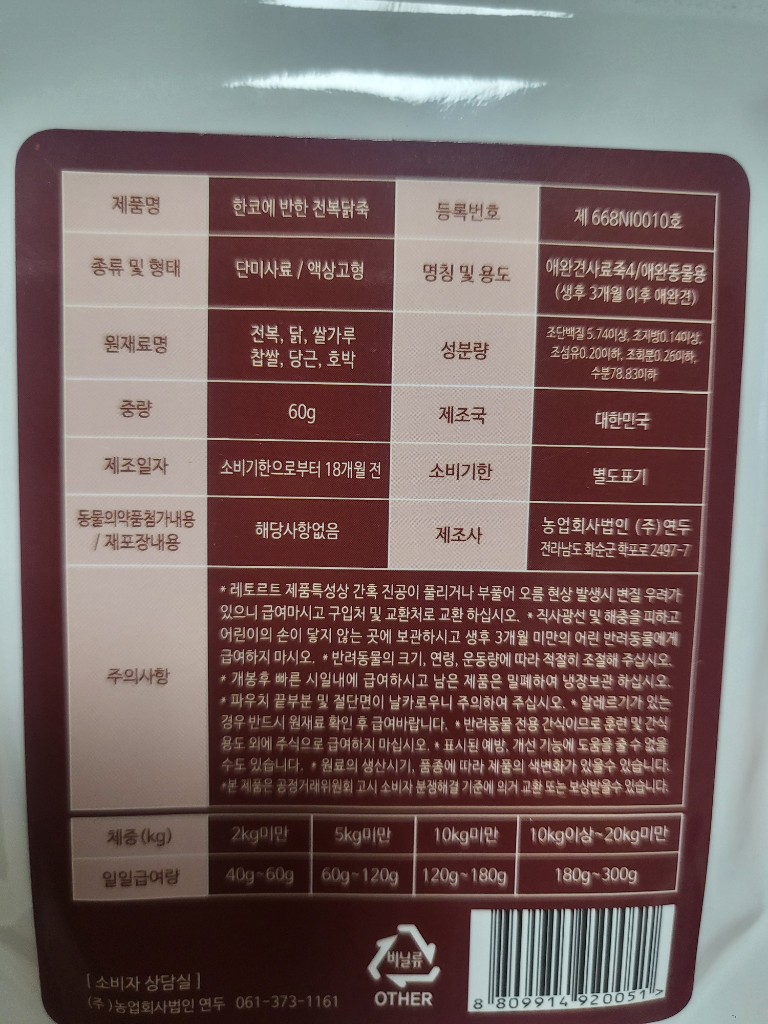 제품명 한코에 반한 전복닭죽 등록번호 제 668NI0010호
종류 및 형태 단미사료 / 액상고형 명칭 및 용도 애완견사료죽4/애완동물용
(생후 3개월 이후 애완견)
원재료명 전복, 닭, 쌀가루
찹쌀, 당근, 호박
성분량 조단백질 5.74이상, 조지방0.14이상,
조섬유0.20이하, 조회분0.26이하,
수분78.83이하
중량 60g 제조국 대한민국
제조일자 소비기한으로부터 18개월 전 소비기한 별도표기
동물의약품첨가내용
/ 재포장내용
해당사항없음 제조사 농업회사법인 (주)연두
전라남도 화순군 학포로 2497-7
주의사항
* 레토르트 제품특성상 간혹 진공이 풀리거나 부풀어 오름 현상 발생시 변질 우려가
있으니 급여마시고 구입처 및 교환처로 교환 하십시오. * 직사광선 및 해충을 피하고
어린이의 손이 닿지 않는 곳에 보관하시고 생후 3개월 미만의 어린 반려동물에게
급여하지 마시오. * 반려동물의 크기, 연령, 운동량에 따라 적절히 조절해 주십시오.
* 개봉후 빠른 시일내에 급여하시고 남은 제품은 밀폐하여 냉장보관 하십시오.
* 파우치 끝부분 및 절단면이 날카로우니 주의하여 주십시오. * 알레르기가 있는
경우 반드시 원재료 확인 후 급여바랍니다. * 반려동물 전용 간식이므로 훈련 및 간식
용도 외에 주식으로 급여하지 마십시오. * 표시된 예방, 개선 기능에 도움을 줄 수 없을
수도 있습니다. * 원료의 생산시기, 품종에 따라 제품의 색변화가 있을수 있습니다.
*본 제품은 공정거래위원회 고시 소비자 분쟁해결 기준에 의거 교환 또는 보상받을수 있습니다.
체중(kg) 2kg미만 5kg미만 10kg미만 10kg이상~20kg미만
일일급여량 40g~60g 60g~120g 120g~180g 180g~300g
[ 소비자 상담실 ]
(주)농업회사법인 연두 061-373-1161
비닐류
OTHER
8 809914 920051 >